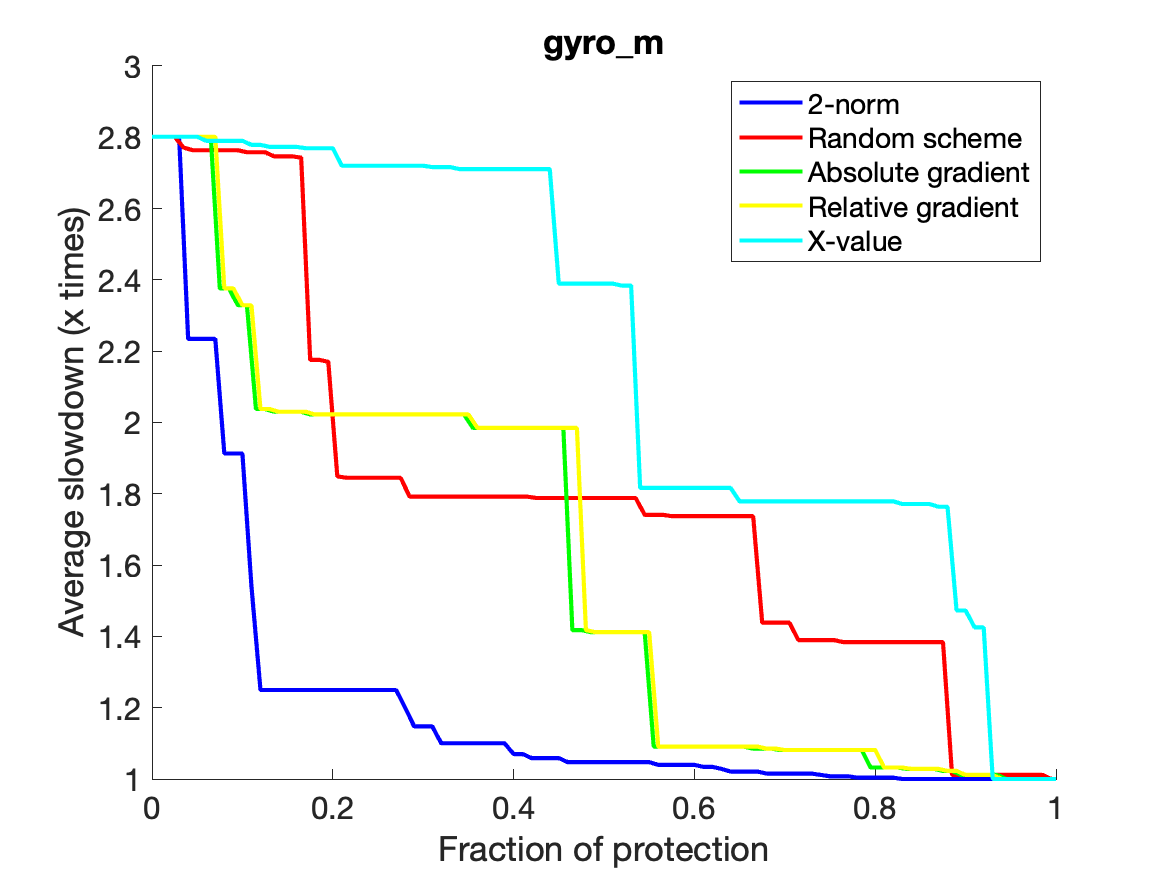 gyro_m
3
2.8
2.6
2.4
2.2
2
1.8
1.6
1.4
1.2
1
Average slowdown (x times)
2-norm
Random scheme
Absolute gradient
Relative gradient
X-value
0
0.2
0.4
0.6
0.8
1
Fraction of protection